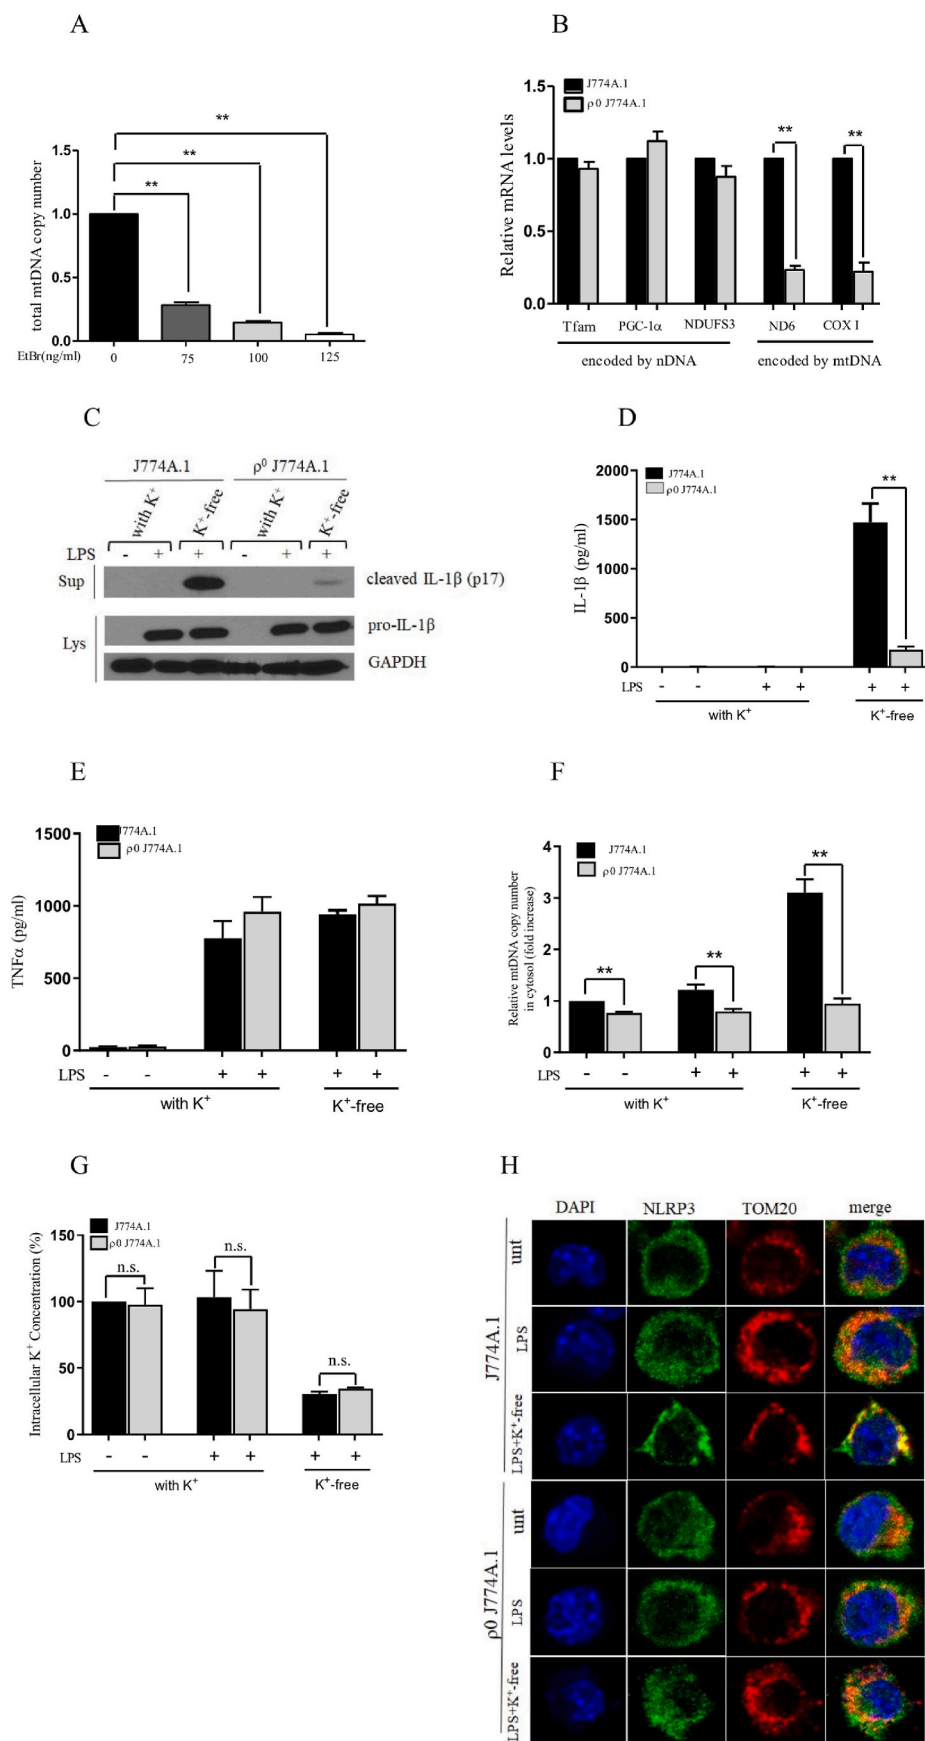 A
total mtDNA copy number
1.5
1.0
0.5
0.0
**
**
**
EtBr(ng/ml)
0 75 100 125
B
J774A.1
ρ0 J774A.1
Relative mRNA levels
1.5
1.0
0.5
0.0
** **
Tfam PGC-1α NDUFS3 ND6 COX I
encoded by nDNA encoded by mtDNA
C
J774A.1 ρ⁰ J774A.1
with K⁺ K⁺-free with K⁺ K⁺-free
LPS - + + - + +
Sup cleaved IL-1β (p17)
Lys pro-IL-1β
GAPDH
D
J774A.1
ρ0 J774A.1
IL-1β (pg/ml)
2000
1500
1000
500
0
**
LPS - - + + + +
with K⁺ K⁺-free
E
J774A.1
ρ0 J774A.1
TNFα (pg/ml)
1500
1000
500
0
LPS - - + + + +
with K⁺ K⁺-free
F
J774A.1
ρ0 J774A.1
Relative mtDNA copy number
in cytosol (fold increase)
4
3
2
1
0
** ** **
LPS - - + + + +
with K⁺ K⁺-free
G
J774A.1
ρ0 J774A.1
Intracellular K⁺ Concentration (%)
150
100
50
0
n.s. n.s. n.s.
LPS - - + + + +
with K⁺ K⁺-free
H
DAPI NLRP3 TOM20 merge
J774A.1
unt
LPS
LPS+K⁺-free
ρ0 J774A.1
unt
LPS
LPS+K⁺-free